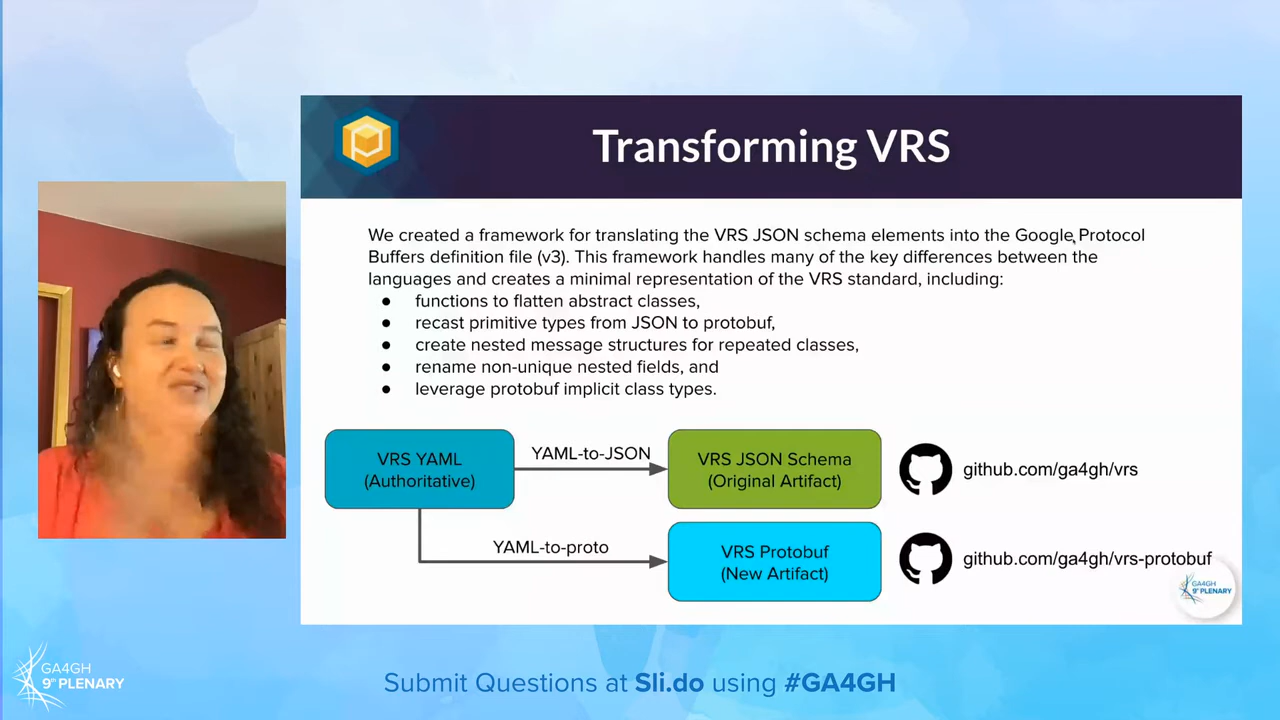 Transforming VRS
We created a framework for translating the VRS JSON schema elements into the Google Protocol
Buffers definition file (v3). This framework handles many of the key differences between the
languages and creates a minimal representation of the VRS standard, including:
● functions to flatten abstract classes,
● recast primitive types from JSON to protobuf,
● create nested message structures for repeated classes,
● rename non-unique nested fields, and
● leverage protobuf implicit class types.
VRS YAML
(Authoritative)
YAML-to-JSON
VRS JSON Schema
(Original Artifact)
github.com/ga4gh/vrs
YAML-to-proto
VRS Protobuf
(New Artifact)
github.com/ga4gh/vrs-protobuf
GA4GH
9th PLENARY
GA4GH
9th PLENARY
Submit Questions at Sli.do using #GA4GH